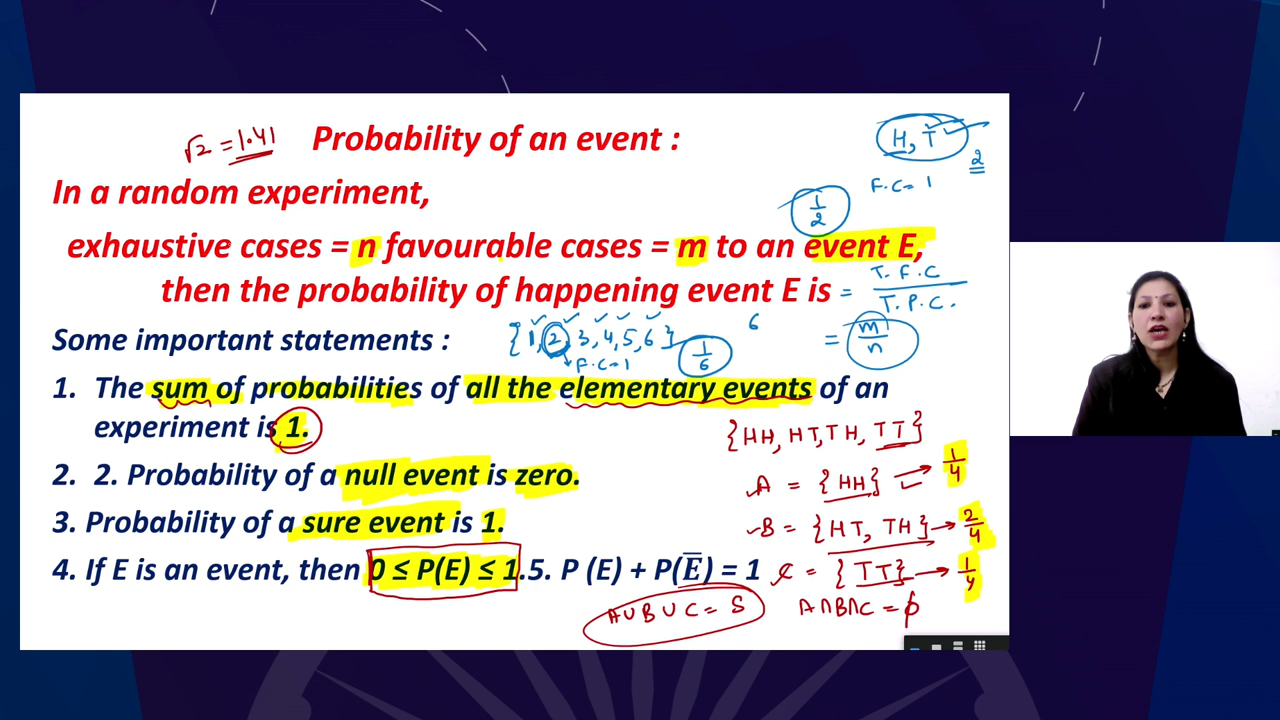 √2 = 1.41
Probability of an event :
H, T
2
F.C = 1
In a random experiment,
1/2
exhaustive cases = n favourable cases = m to an event E,
then the probability of happening event E is = T.F.C / T.P.C.
= m/n
Some important statements :
{1, 2, 3, 4, 5, 6}
6
F.C=1
1/6
1. The sum of probabilities of all the elementary events of an
experiment is 1.
{HH, HT, TH, TT}
2. 2. Probability of a null event is zero.
A = {HH} → 1/4
3. Probability of a sure event is 1.
B = {HT, TH} → 2/4
4. If E is an event, then 0 ≤ P(E) ≤ 1.5. P (E) + P(E̅) = 1
C = {TT} → 1/4
A∪B∪C = S
A∩B∩C = ϕ